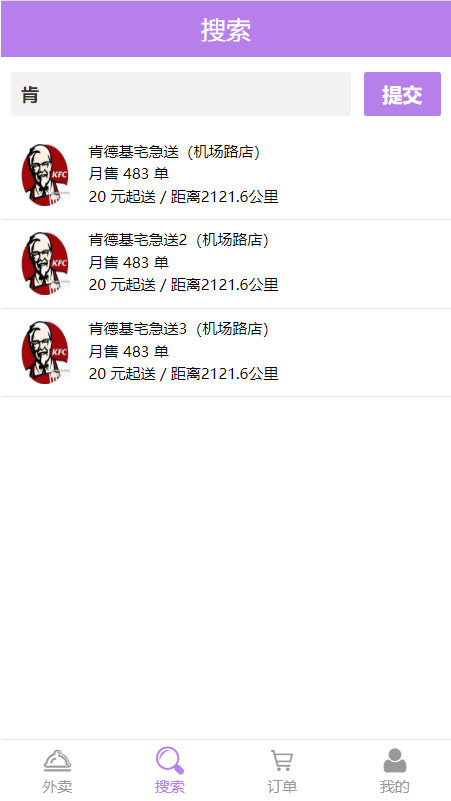 搜索
肯
提交
KFC
肯德基宅急送（机场路店）
月售 483 单
20 元起送 / 距离2121.6公里
KFC
肯德基宅急送2（机场路店）
月售 483 单
20 元起送 / 距离2121.6公里
KFC
肯德基宅急送3（机场路店）
月售 483 单
20 元起送 / 距离2121.6公里
外卖
搜索
订单
我的